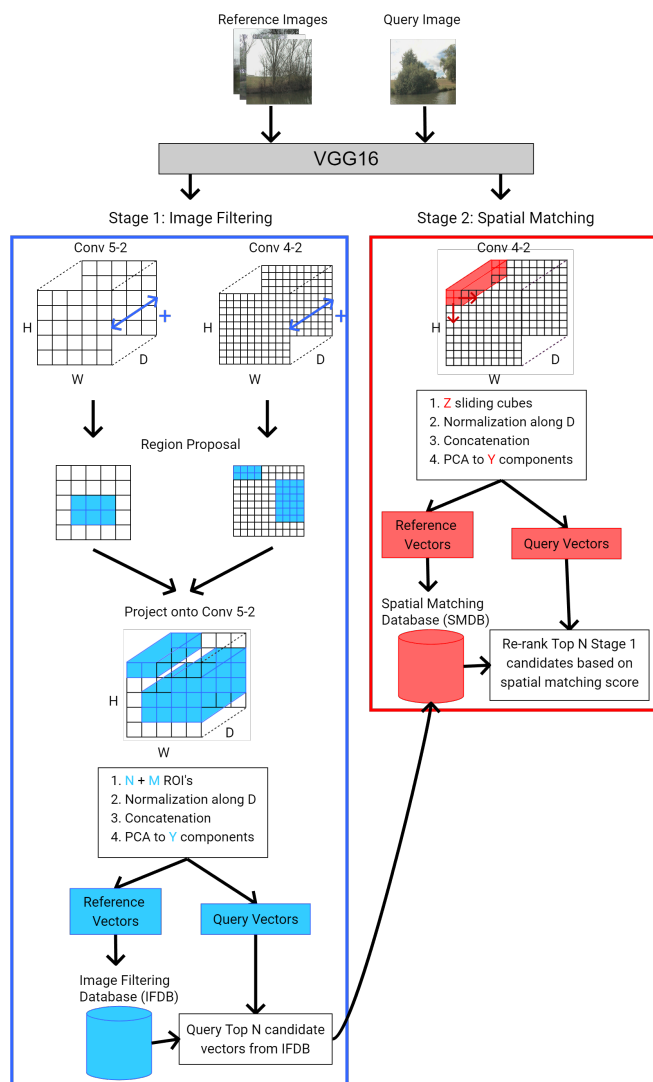 Reference Images
Query Image
VGG16
Stage 1: Image Filtering
Conv 5-2
Conv 4-2
H
W
D
+
H
W
D
+
Region Proposal
Project onto Conv 5-2
H
W
D
1. N + M ROI's
2. Normalization along D
3. Concatenation
4. PCA to Y components
Reference
Vectors
Query Vectors
Image Filtering
Database (IFDB)
Query Top N candidate
vectors from IFDB
Stage 2: Spatial Matching
Conv 4-2
H
W
D
1. Z sliding cubes
2. Normalization along D
3. Concatenation
4. PCA to Y components
Reference
Vectors
Query Vectors
Spatial Matching
Database (SMDB)
Re-rank Top N Stage 1
candidates based on
spatial matching score